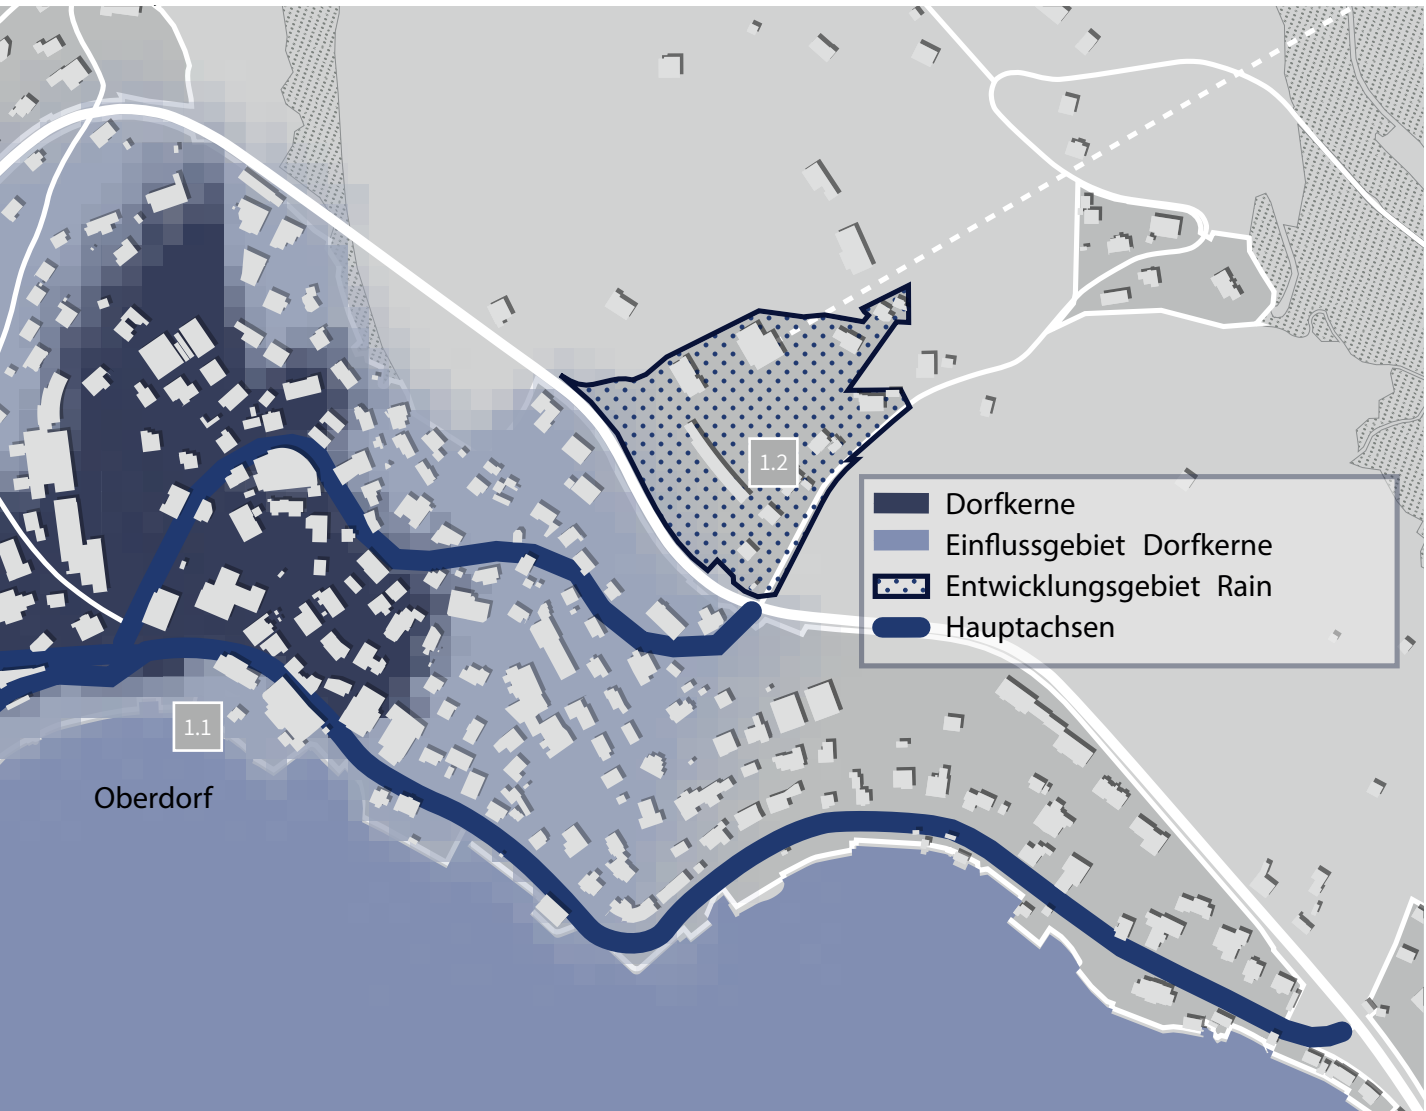 1.2
Dorfkerne
Einflussgebiet Dorfkerne
Entwicklungsgebiet Rain
Hauptachsen
1.1
Oberdorf